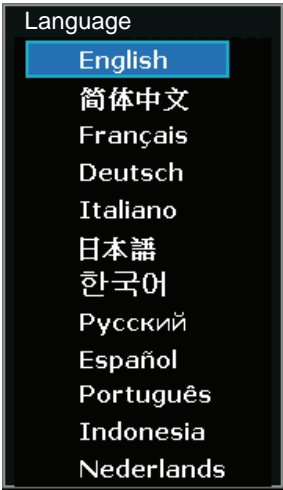 Language
English
简体中文
Français
Deutsch
Italiano
日本語
한국어
Русский
Español
Português
Indonesia
Nederlands